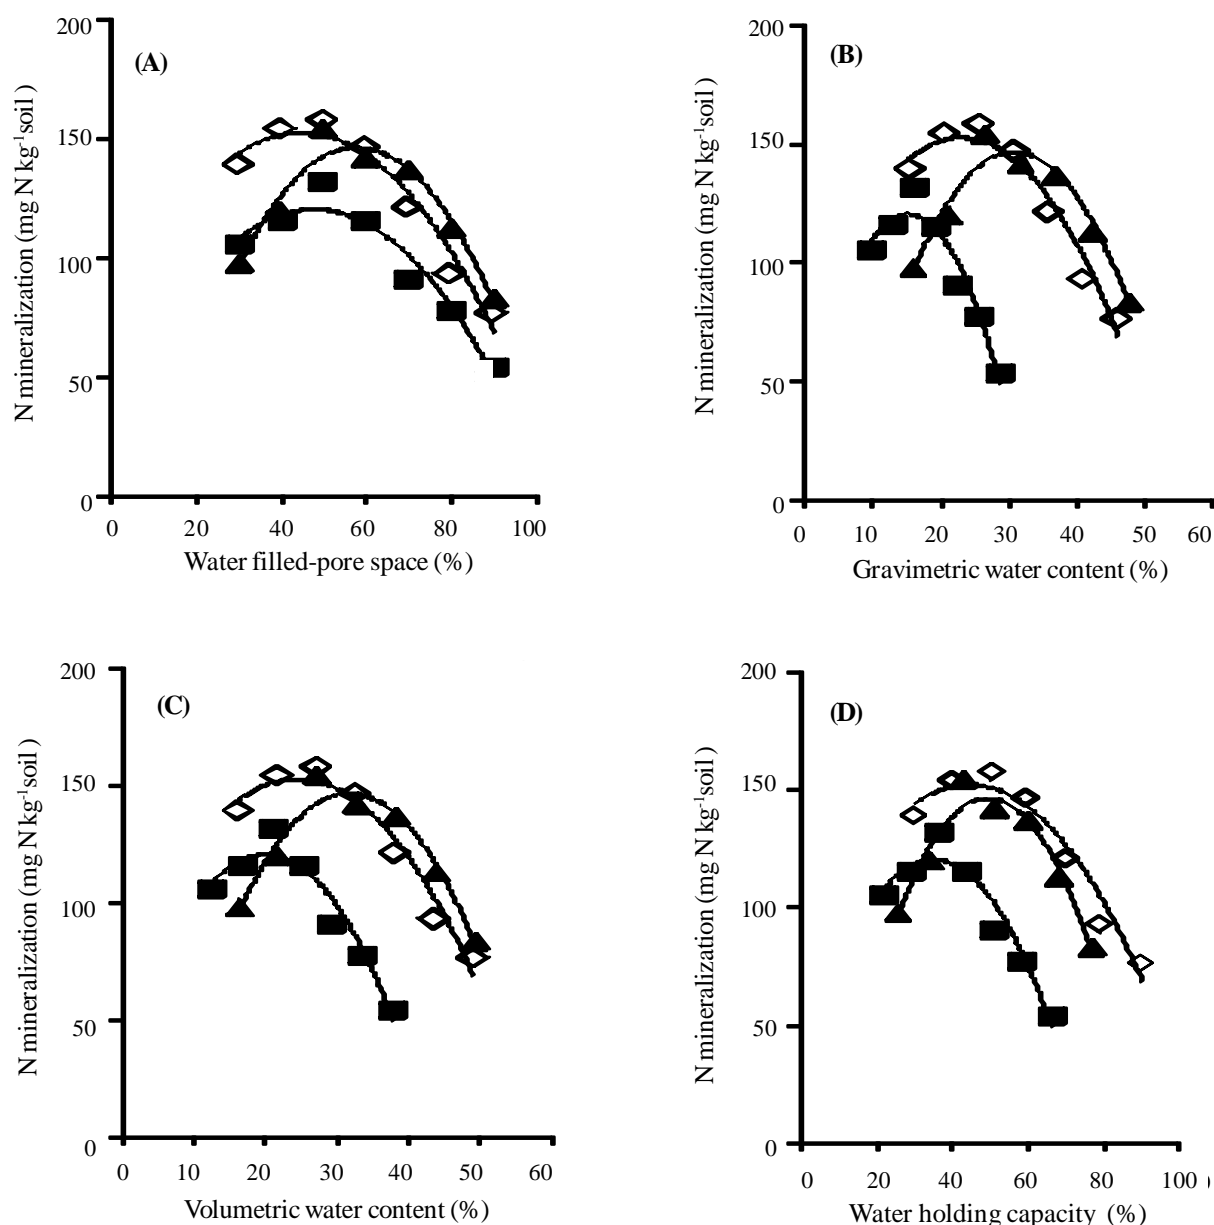 (A)
N mineralization (mg N kg⁻¹soil)
200
150
100
50
0
0 20 40 60 80 100
Water filled-pore space (%)
(B)
N mineralization (mg N kg⁻¹soil)
200
150
100
50
0
0 10 20 30 40 50 60
Gravimetric water content (%)
(C)
N mineralization (mg N kg⁻¹soil )
200
150
100
50
0
0 10 20 30 40 50 60
Volumetric water content (%)
(D)
N mineralization (mg N kg⁻¹soil )
200
150
100
50
0
0 20 40 60 80 100
Water holding capacity (%)